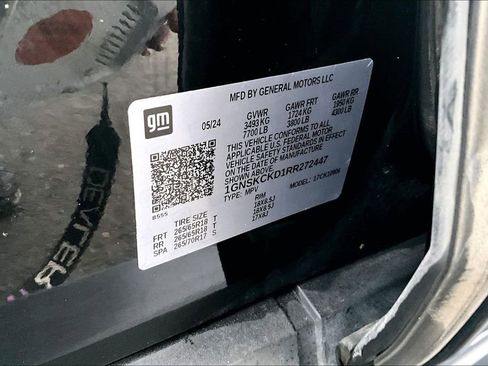 MFD BY GENERAL MOTORS LLC
gm
05/24
GVWR
3493 KG
7700 LB
GAWR FRT
1724 KG
3800 LB
GAWR RR
1950 KG
4300 LB
THIS VEHICLE CONFORMS TO ALL
APPLICABLE U.S. FEDERAL MOTOR
VEHICLE SAFETY STANDARDS IN
EFFECT ON THE DATE OF
MANUFACTURE SHOWN ABOVE.
1GNSKCKD1RR272447
TYPE: MPV
MODEL:
TIRE SIZE
RIM
FRT 265/65R18 T 18X8.5J
RR 265/65R18 T 18X8.5J
SPA 265/70R17 S 17X8J